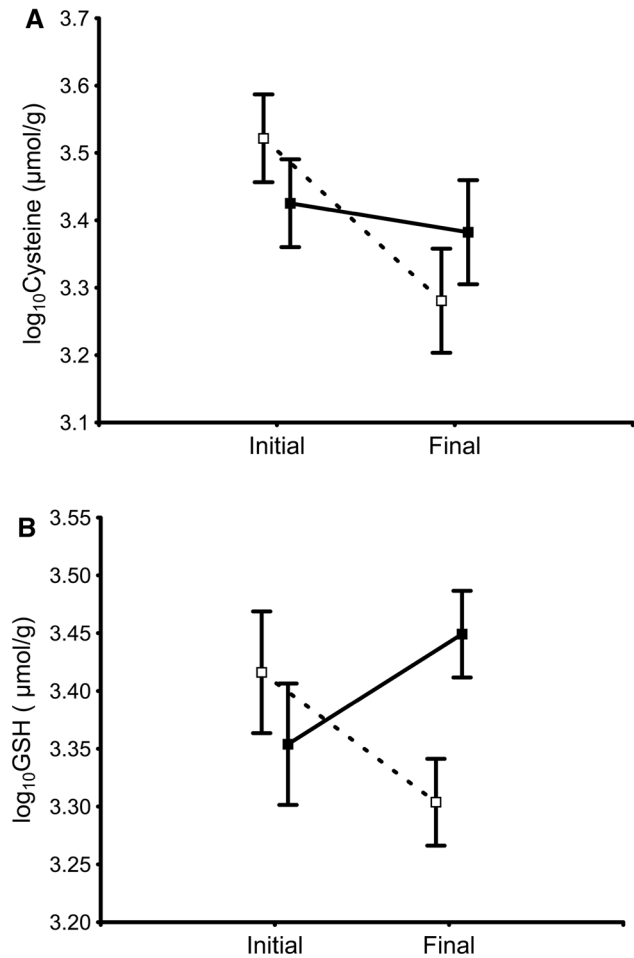 A
log₁₀Cysteine (μmol/g)
3.7
3.6
3.5
3.4
3.3
3.2
3.1
Initial Final
B
log₁₀GSH ( μmol/g)
3.55
3.50
3.45
3.40
3.35
3.30
3.25
3.20
Initial Final